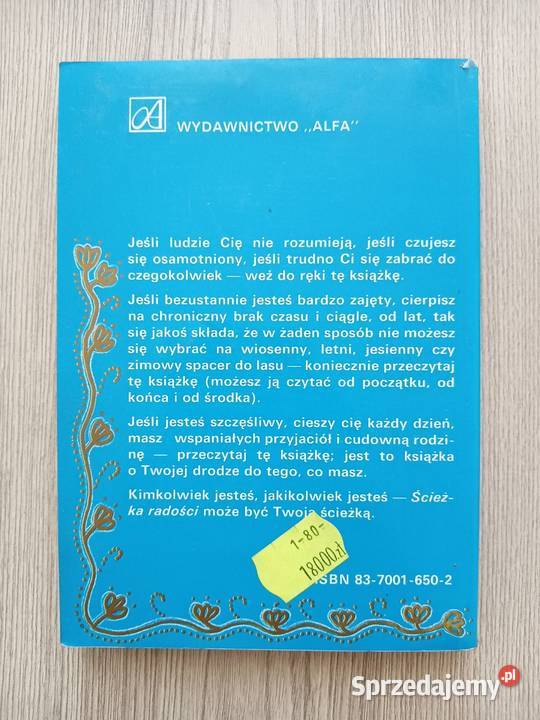 WYDAWNICTWO ,,ALFA''
Jeśli ludzie Cię nie rozumieją, jeśli czujesz
się osamotniony, jeśli trudno Ci się zabrać do
czegokolwiek — weź do ręki tę książkę.
Jeśli bezustannie jesteś bardzo zajęty, cierpisz
na chroniczny brak czasu i ciągle, od lat, tak
się jakoś składa, że w żaden sposób nie możesz
się wybrać na wiosenny, letni, jesienny czy
zimowy spacer do lasu — koniecznie przeczytaj
tę książkę (możesz ją czytać od początku, od
końca i od środka).
Jeśli jesteś szczęśliwy, cieszy cię każdy dzień,
masz wspaniałych przyjaciół i cudowną rodzi-
nę — przeczytaj tę książkę; jest to książka
o Twojej drodze do tego, co masz.
Kimkolwiek jesteś, jakikolwiek jesteś — Ścież-
ka radości może być Twoją ścieżką.
1-80-
18000zł
ISBN 83-7001-650-2
Sprzedajemy.pl